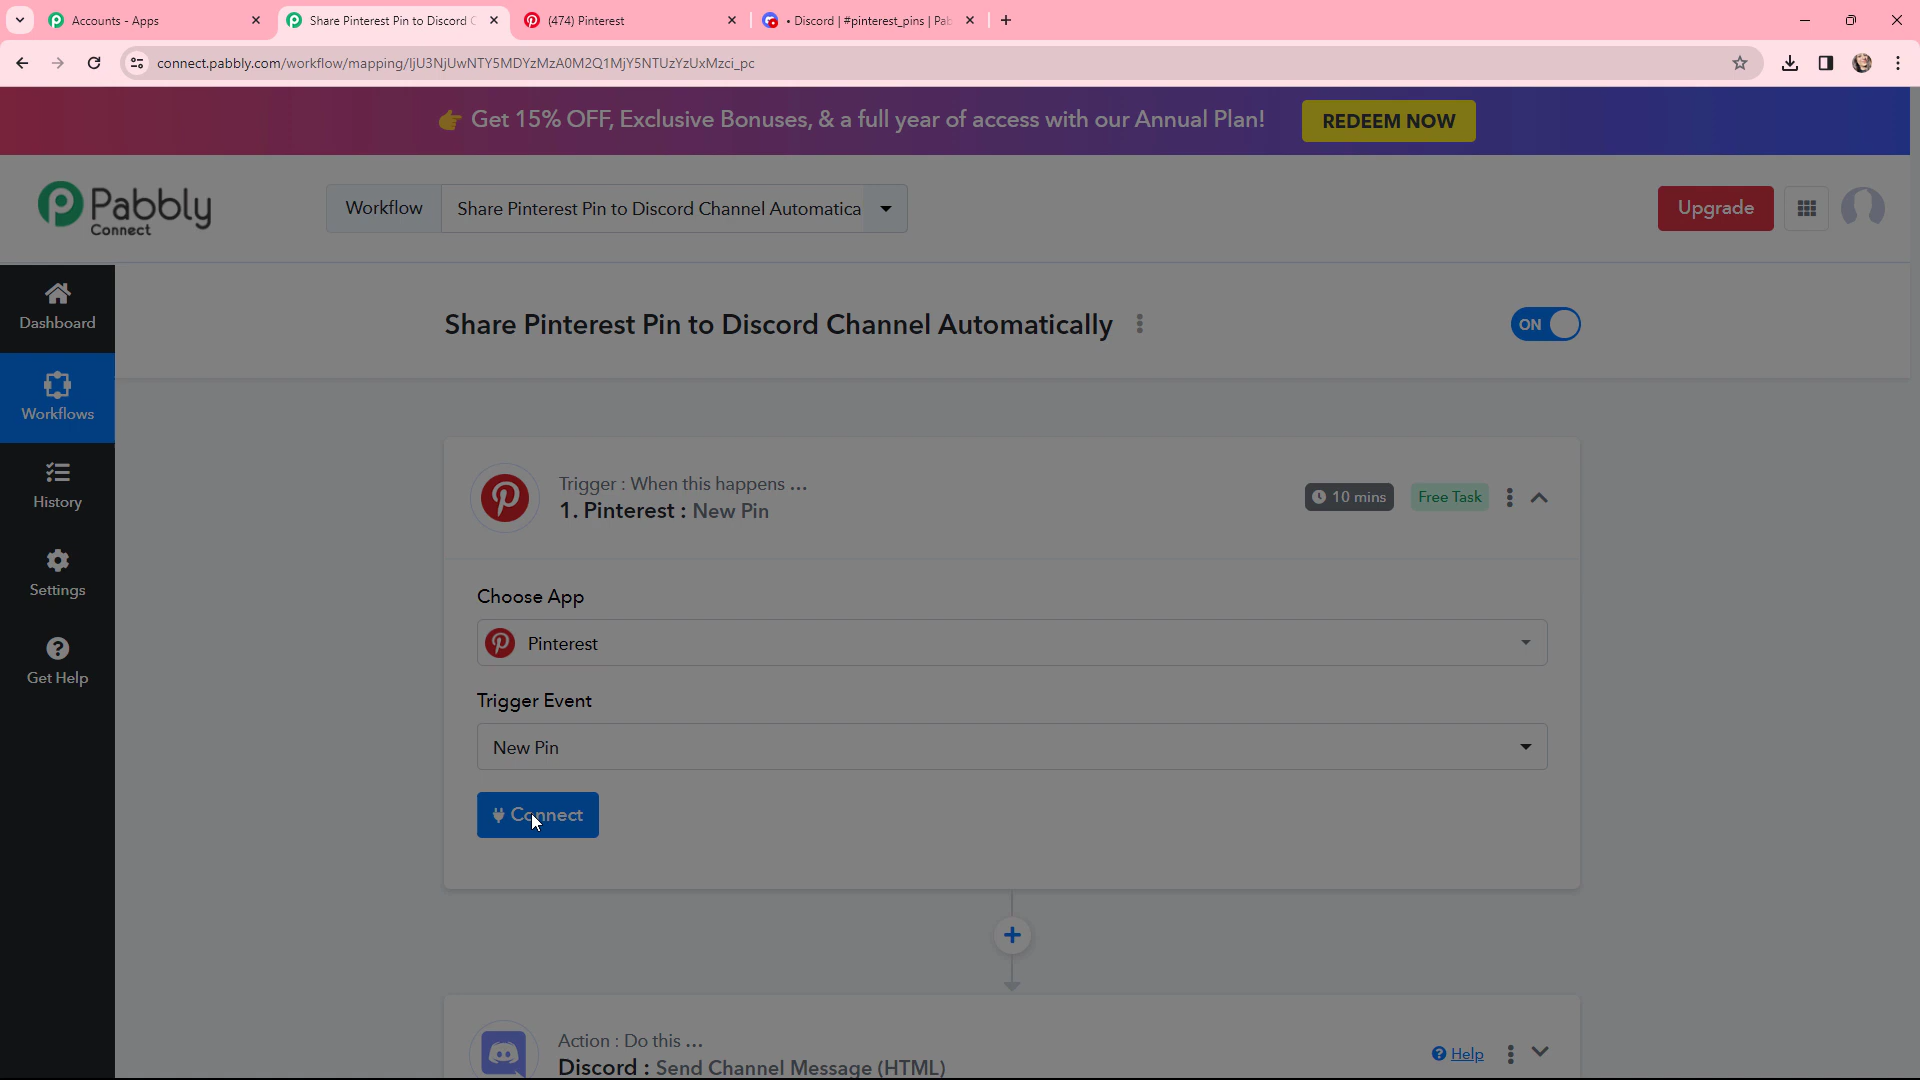 Accounts - Apps
Share Pinterest Pin to Discord C
(474) Pinterest
• Discord | #pinterest_pins | Pab
connect.pabbly.com/workflow/mapping/IjU3NjUwNTY5MDYzMzA0M2Q1MjY5NTUzYzUxMzci_pc
👉 Get 15% OFF, Exclusive Bonuses, & a full year of access with our Annual Plan!
REDEEM NOW
Pabbly
Connect
Workflow
Share Pinterest Pin to Discord Channel Automatica
Upgrade
Dashboard
Workflows
History
Settings
Get Help
Share Pinterest Pin to Discord Channel Automatically
ON
Trigger : When this happens ...
1. Pinterest : New Pin
10 mins
Free Task
Choose App
Pinterest
Trigger Event
New Pin
Connect
Action : Do this ...
Discord : Send Channel Message (HTML)
Help